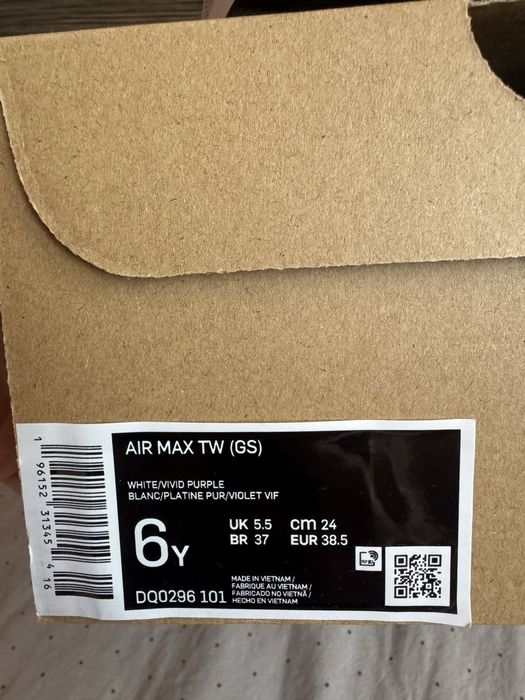 AIR MAX TW (GS)
WHITE/VIVID PURPLE
BLANC/PLATINE PUR/VIOLET VIF
6Y
UK 5.5 cm 24
BR 37 EUR 38.5
DQ0296 101
MADE IN VIETNAM /
FABRIQUE AU VIETNAM /
FABRICADO NO VIETNÃ /
HECHO EN VIETNAM
1 96152 31345 4 16